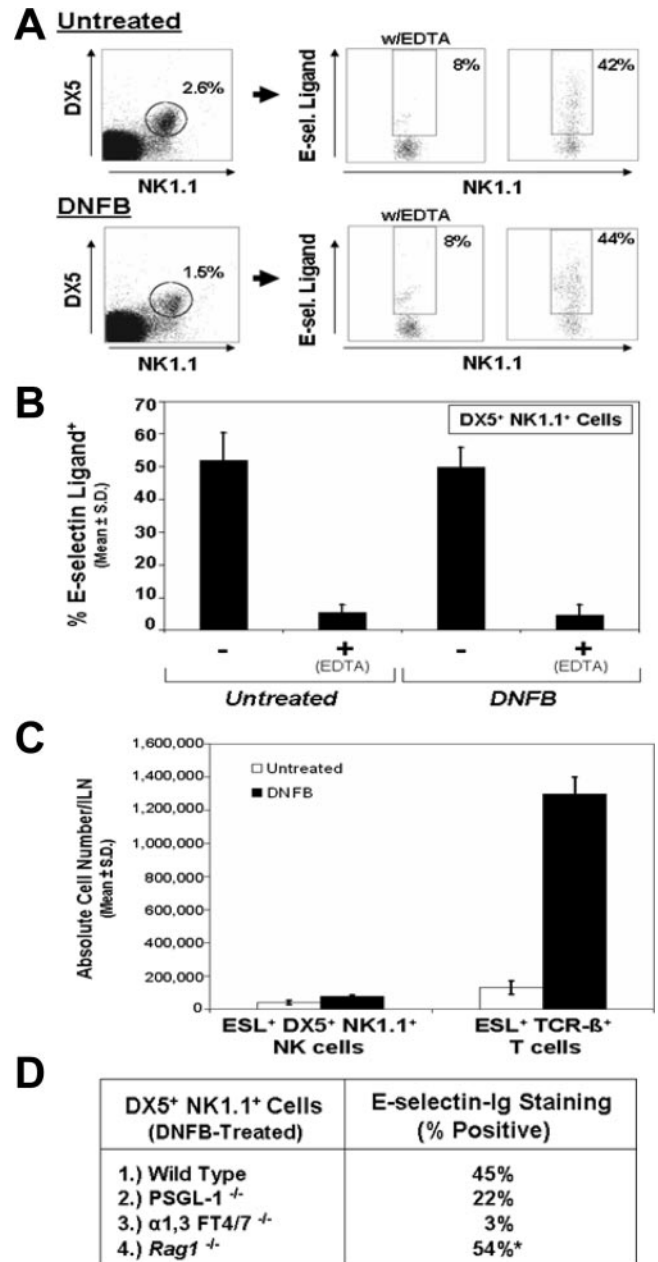 A Untreated
DX5
2.6%
NK1.1
w/EDTA
E-sel. Ligand
8%
42%
NK1.1
DNFB
DX5
1.5%
NK1.1
w/EDTA
E-sel. Ligand
8%
44%
NK1.1
B
% E-selectin Ligand⁺
(Mean ± S.D.)
70
60
50
40
30
20
10
0
DX5⁺ NK1.1⁺ Cells
- + - +
(EDTA) (EDTA)
Untreated DNFB
C
Absolute Cell Number/ILN
(Mean ± S.D.)
1,600,000
1,400,000
1,200,000
1,000,000
800,000
600,000
400,000
200,000
0
Untreated
DNFB
ESL⁺ DX5⁺ NK1.1⁺ ESL⁺ TCR-ß⁺
NK cells T cells
D
DX5⁺ NK1.1⁺ Cells E-selectin-Ig Staining
(DNFB-Treated) (% Positive)
1.) Wild Type 45%
2.) PSGL-1 -/- 22%
3.) α1,3 FT4/7 -/- 3%
4.) Rag1 -/- 54%*